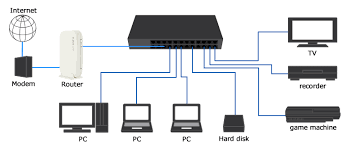 Internet
TV
Modem
Router
recorder
PC
PC
PC
Hard disk
game machine